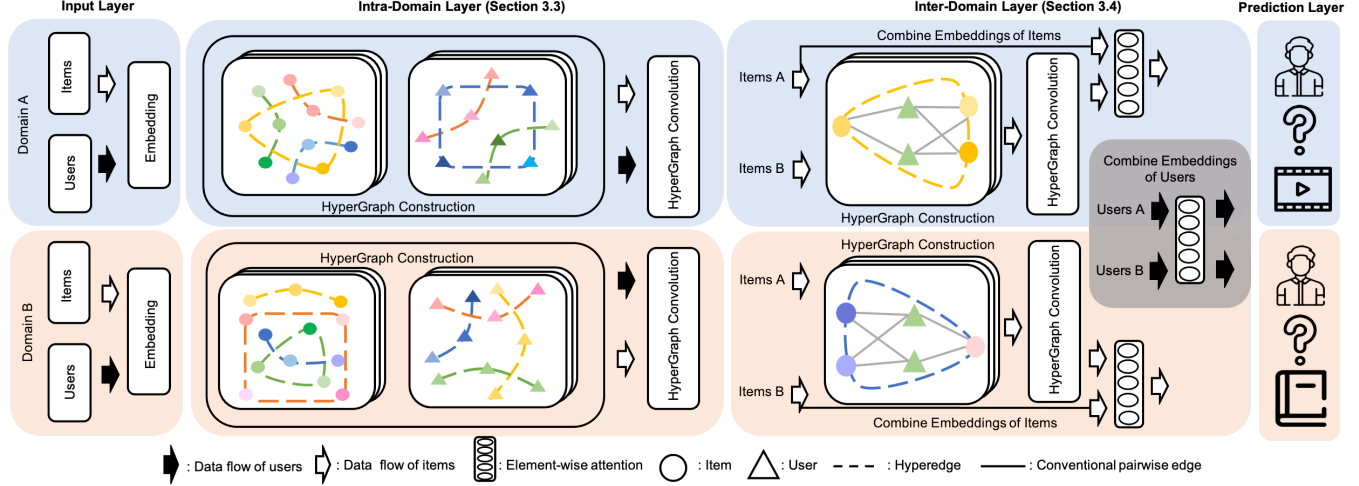 Input Layer
Intra-Domain Layer (Section 3.3)
Inter-Domain Layer (Section 3.4)
Prediction Layer
Domain A
Items
Users
Embedding
HyperGraph Construction
HyperGraph Convolution
Combine Embeddings of Items
Items A
Items B
HyperGraph Construction
HyperGraph Convolution
Combine Embeddings
of Users
Users A
Users B
Domain B
Items
Users
Embedding
HyperGraph Construction
HyperGraph Convolution
HyperGraph Construction
Items A
Items B
HyperGraph Convolution
Combine Embeddings of Items
: Data flow of users
: Data flow of items
: Element-wise attention
: Item
: User
: Hyperedge
: Conventional pairwise edge